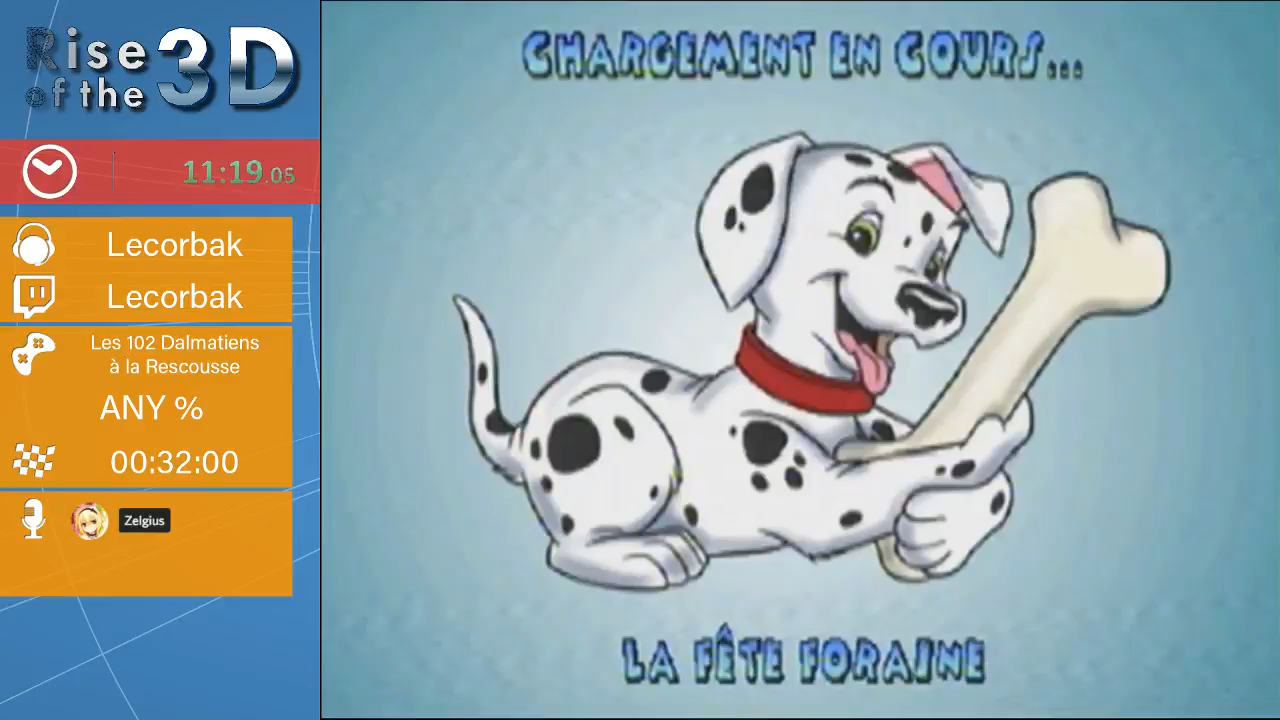 Rise
of the
3D
11:19.05
Lecorbak
Lecorbak
Les 102 Dalmatiens
à la Rescousse
ANY %
00:32:00
Zelgius
CHARGEMENT EN COURS...
LA FÊTE FORAINE